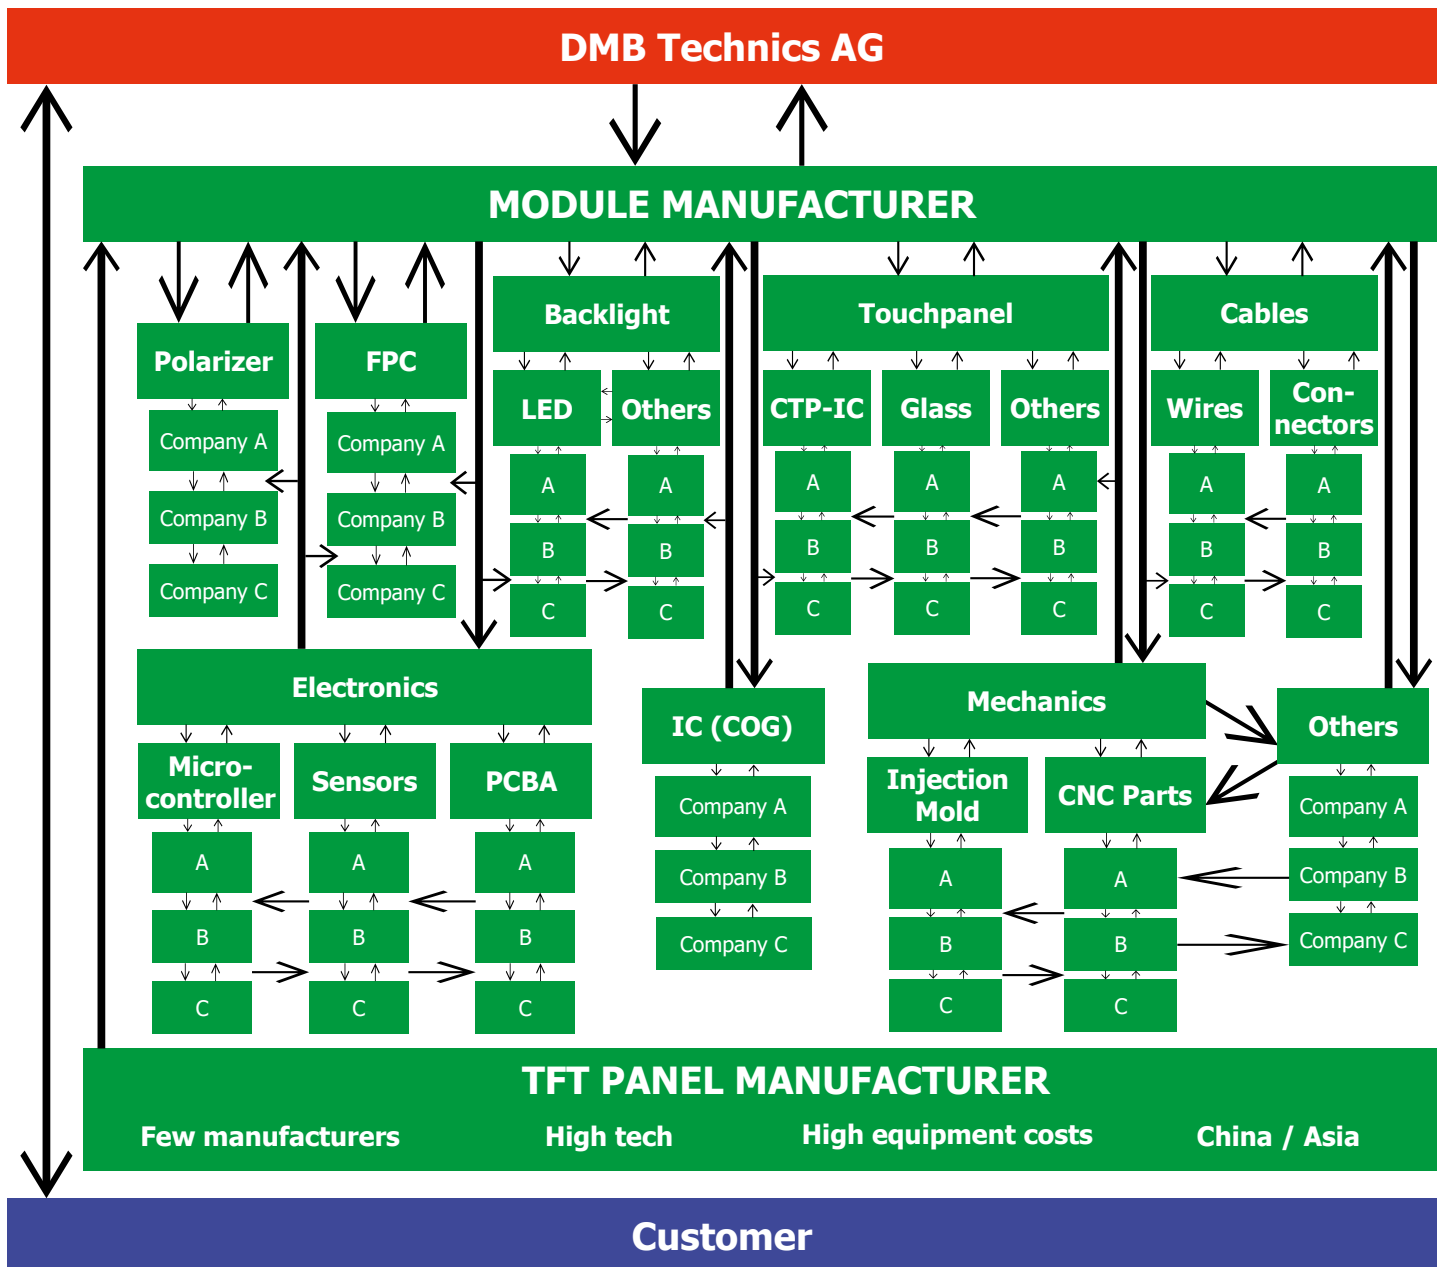 DMB Technics AG
MODULE MANUFACTURER
Polarizer
Company A
Company B
Company C
FPC
Company A
Company B
Company C
Backlight
LED
A
B
C
Others
A
B
C
Touchpanel
CTP-IC
A
B
C
Glass
A
B
C
Others
A
B
C
Cables
Wires
A
B
C
Con-
nectors
A
B
C
Electronics
Micro-
controller
A
B
C
Sensors
A
B
C
PCBA
A
B
C
IC (COG)
Company A
Company B
Company C
Mechanics
Injection
Mold
A
B
C
CNC Parts
A
B
C
Others
Company A
Company B
Company C
TFT PANEL MANUFACTURER
Few manufacturers
High tech
High equipment costs
China / Asia
Customer